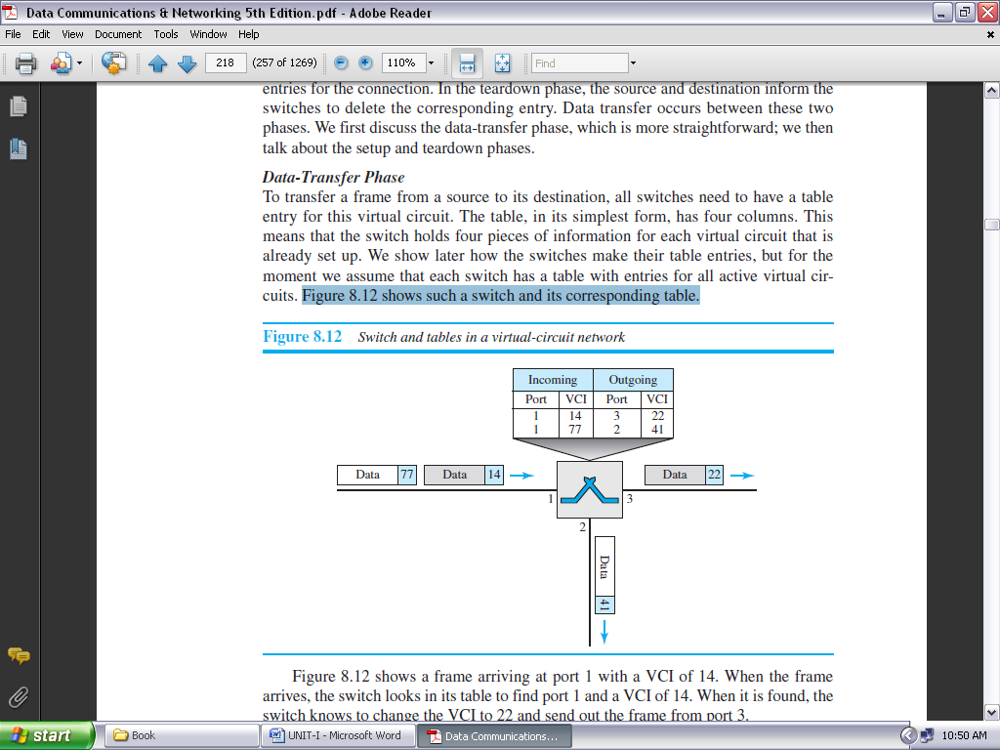 Data Communications & Networking 5th Edition.pdf - Adobe Reader
File Edit View Document Tools Window Help
218 (257 of 1269) 110% Find
entries for the connection. In the teardown phase, the source and destination inform the
switches to delete the corresponding entry. Data transfer occurs between these two
phases. We first discuss the data-transfer phase, which is more straightforward; we then
talk about the setup and teardown phases.
Data-Transfer Phase
To transfer a frame from a source to its destination, all switches need to have a table
entry for this virtual circuit. The table, in its simplest form, has four columns. This
means that the switch holds four pieces of information for each virtual circuit that is
already set up. We show later how the switches make their table entries, but for the
moment we assume that each switch has a table with entries for all active virtual cir-
cuits. Figure 8.12 shows such a switch and its corresponding table.
Figure 8.12 Switch and tables in a virtual-circuit network
Incoming Outgoing
Port VCI Port VCI
1 14 3 22
1 77 2 41
Data 77 Data 14 Data 22
1 3
2
Data 41
Figure 8.12 shows a frame arriving at port 1 with a VCI of 14. When the frame
arrives, the switch looks in its table to find port 1 and a VCI of 14. When it is found, the
switch knows to change the VCI to 22 and send out the frame from port 3.
start Book UNIT-I - Microsoft Word Data Communications... 10:50 AM